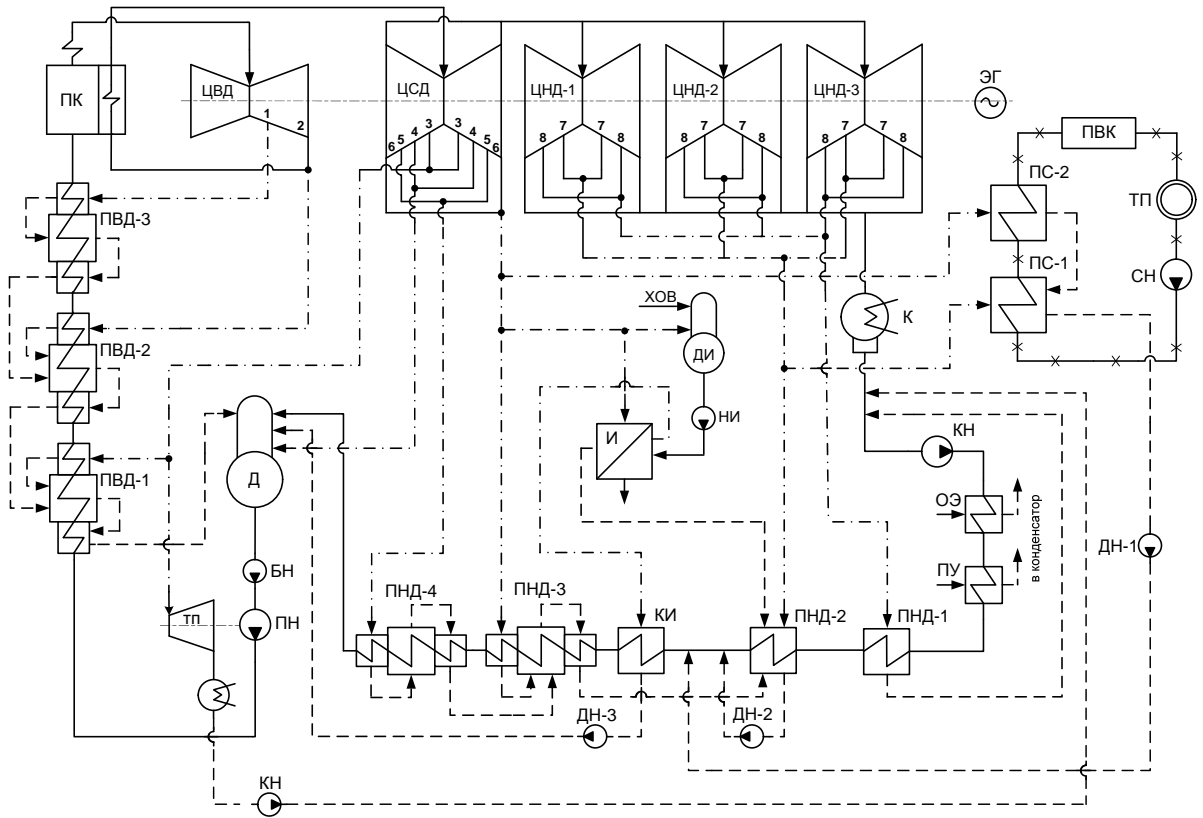 ЭГ
ПК
ЦВД
1
2
ЦСД
6
5
4
3
3
4
5
6
ЦНД-1
8
7
7
8
ЦНД-2
8
7
7
8
ЦНД-3
8
7
7
8
ПВК
ПС-2
ТП
ПС-1
СН
ПВД-3
ХОВ
К
ДИ
ПВД-2
НИ
И
КН
ПВД-1
Д
ОЭ
ПУ
в конденсатор
ДН-1
БН
ТП
ПН
ПНД-4
ПНД-3
КИ
ПНД-2
ПНД-1
ДН-3
ДН-2
КН